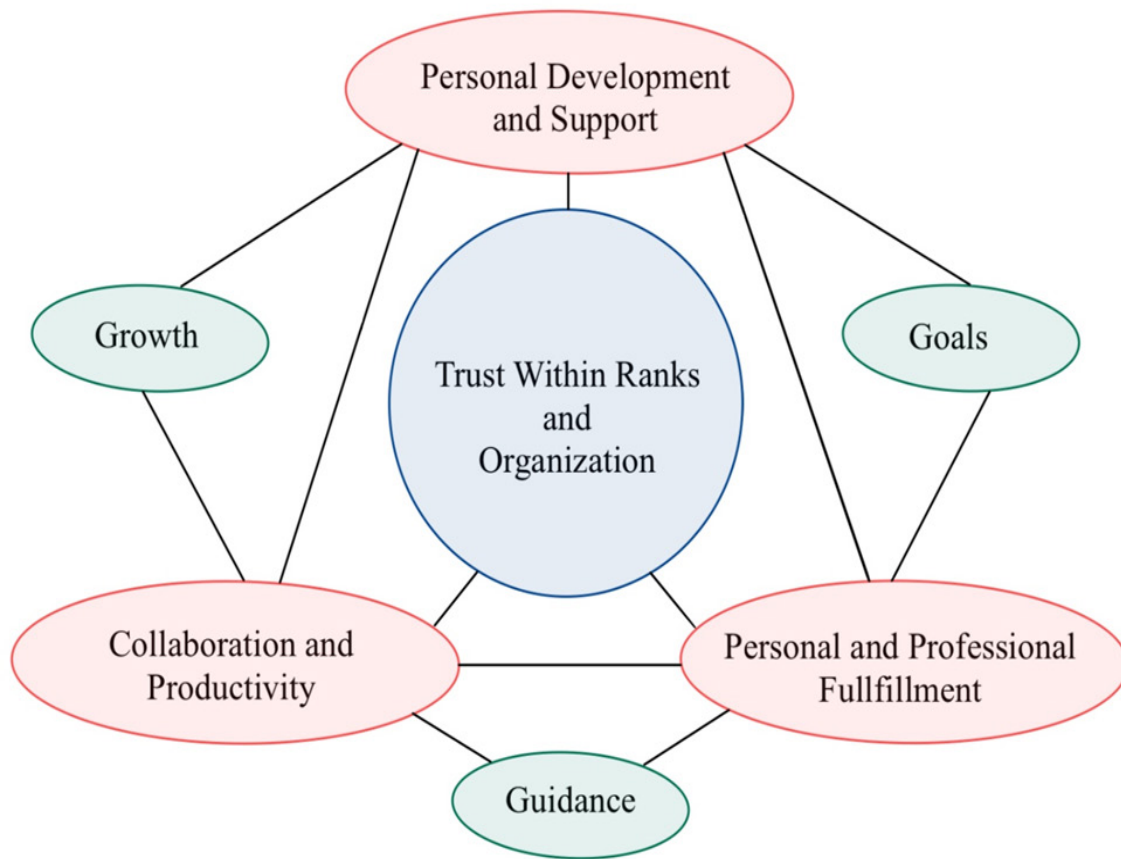 Personal Development
and Support
Growth
Goals
Trust Within Ranks
and
Organization
Collaboration and
Productivity
Personal and Professional
Fullfillment
Guidance